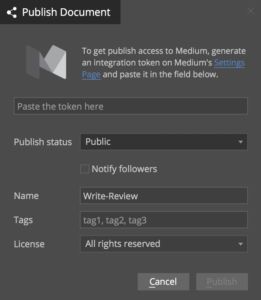 Publish Document
To get publish access to Medium, generate
an integration token on Medium's Settings
Page and paste it in the field below.
Paste the token here
Publish status Public
Notify followers
Name Write-Review
Tags tag1, tag2, tag3
License All rights reserved
Cancel Publish